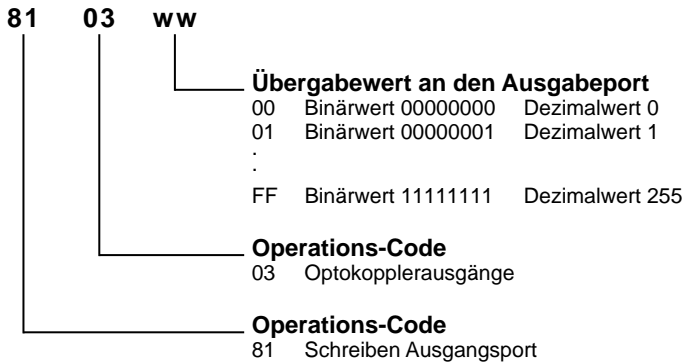 81 03 ww
Übergabewert an den Ausgabeport
00 Binärwert 00000000 Dezimalwert 0
01 Binärwert 00000001 Dezimalwert 1
.
.
FF Binärwert 11111111 Dezimalwert 255
Operations-Code
03 Optokopplerausgänge
Operations-Code
81 Schreiben Ausgangsport